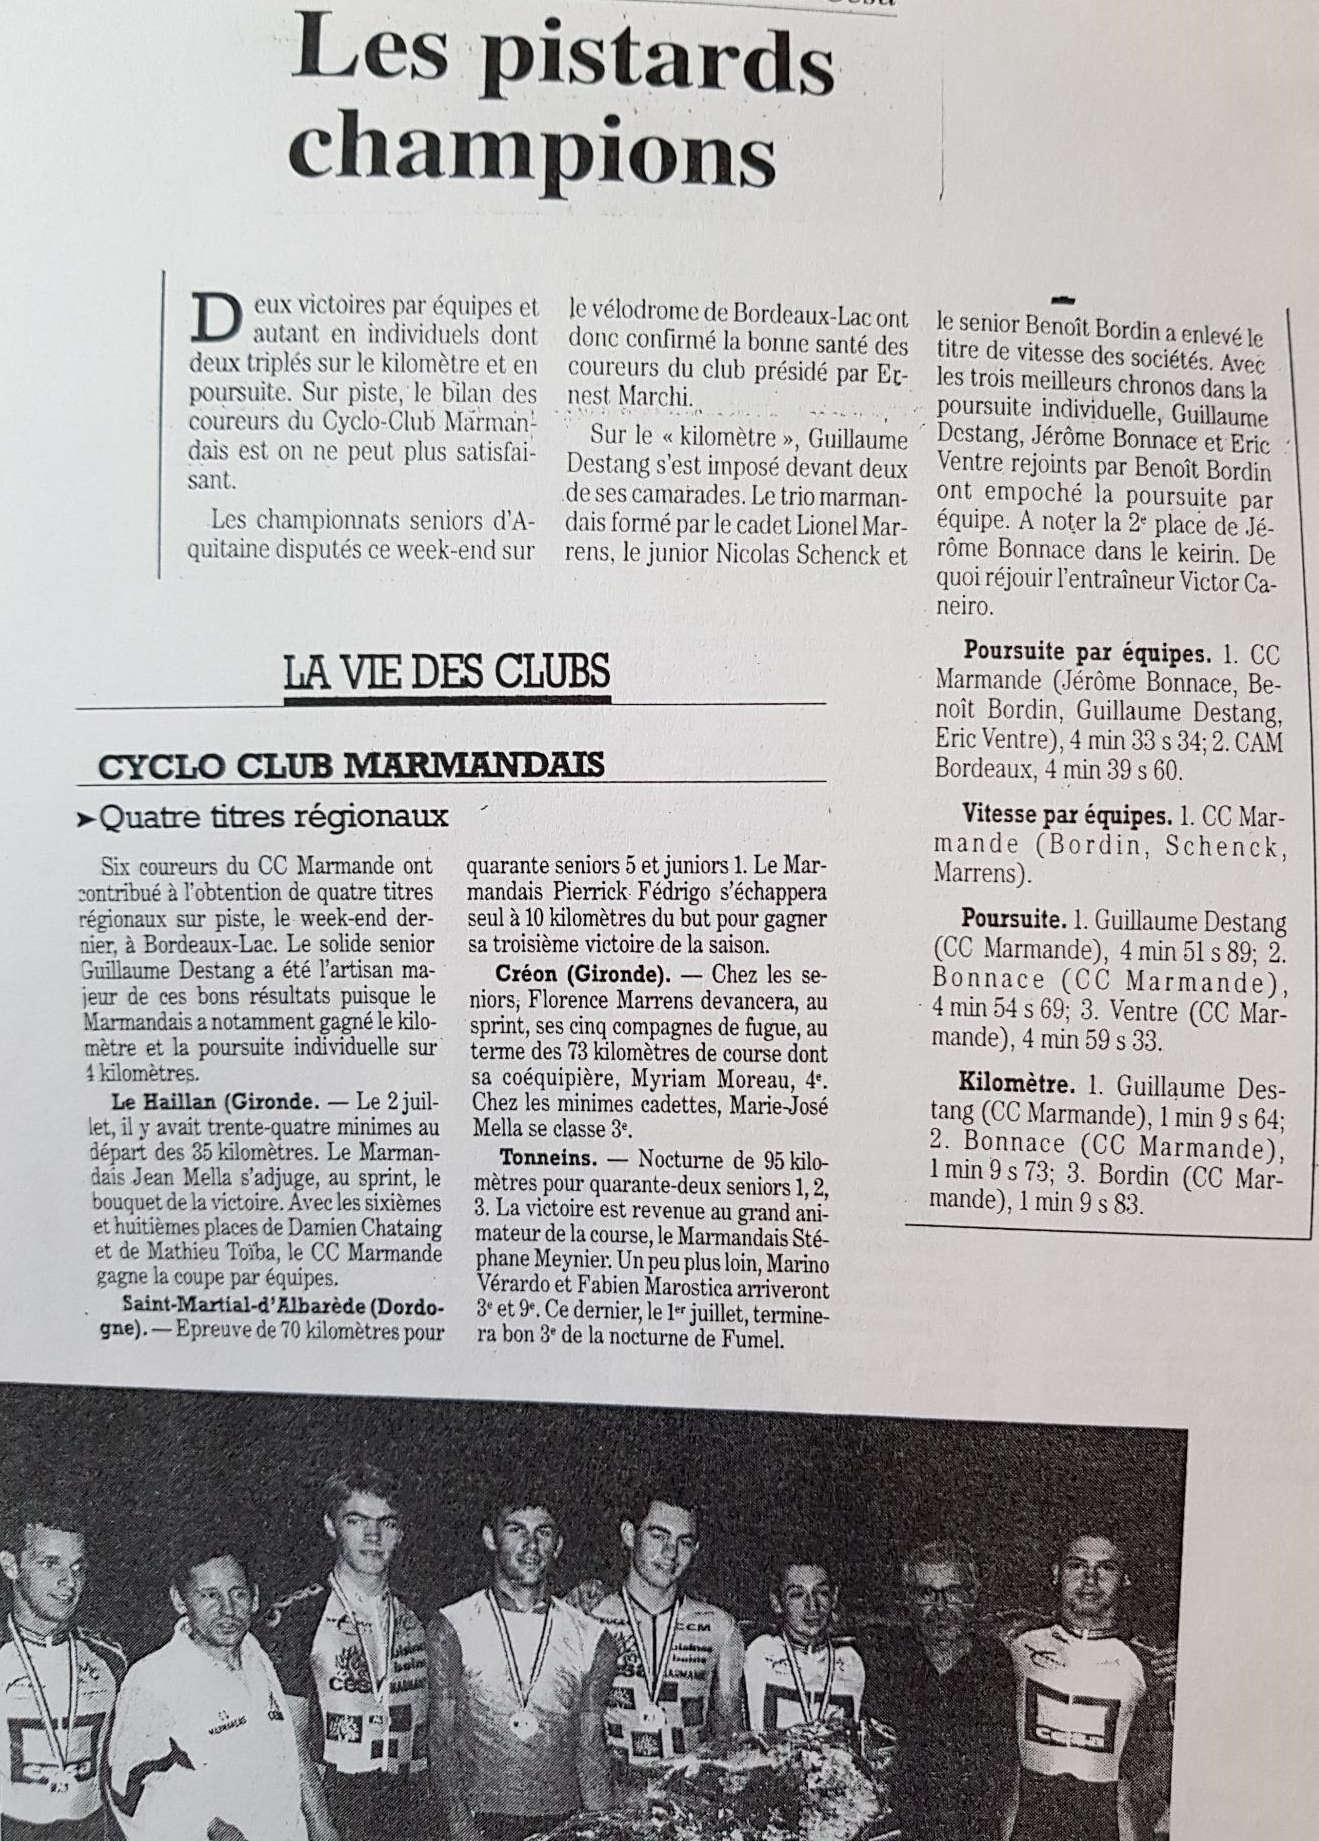 Les pistards
champions
Deux victoires par équipes et
autant en individuels dont
deux triplés sur le kilomètre et en
poursuite. Sur piste, le bilan des
coureurs du Cyclo-Club Marman-
dais est on ne peut plus satisfai-
sant.
Les championnats seniors d'A-
quitaine disputés ce week-end sur
le vélodrome de Bordeaux-Lac ont
donc confirmé la bonne santé des
coureurs du club présidé par Er-
nest Marchi.
Sur le « kilomètre », Guillaume
Destang s'est imposé devant deux
de ses camarades. Le trio marman-
dais formé par le cadet Lionel Mar-
rens, le junior Nicolas Schenck et
le senior Benoît Bordin a enlevé le
titre de vitesse des sociétés. Avec
les trois meilleurs chronos dans la
poursuite individuelle, Guillaume
Destang, Jérôme Bonnace et Eric
Ventre rejoints par Benoît Bordin
ont empoché la poursuite par
équipe. A noter la 2e place de Jé-
rôme Bonnace dans le keirin. De
quoi réjouir l'entraîneur Victor Ca-
neiro.
Poursuite par équipes. 1. CC
Marmande (Jérôme Bonnace, Be-
noît Bordin, Guillaume Destang,
Eric Ventre), 4 min 33 s 34; 2. CAM
Bordeaux, 4 min 39 s 60.
Vitesse par équipes. 1. CC Mar-
mande (Bordin, Schenck,
Marrens).
Poursuite. 1. Guillaume Destang
(CC Marmande), 4 min 51 s 89; 2.
Bonnace (CC Marmande),
4 min 54 s 69; 3. Ventre (CC Mar-
mande), 4 min 59 s 33.
Kilomètre. 1. Guillaume Des-
tang (CC Marmande), 1 min 9 s 64;
2. Bonnace (CC Marmande),
1 min 9 s 73; 3. Bordin (CC Mar-
mande), 1 min 9 s 83.
LA VIE DES CLUBS
CYCLO CLUB MARMANDAIS
➤Quatre titres régionaux
Six coureurs du CC Marmande ont
contribué à l'obtention de quatre titres
régionaux sur piste, le week-end der-
nier, à Bordeaux-Lac. Le solide senior
Guillaume Destang a été l'artisan ma-
jeur de ces bons résultats puisque le
Marmandais a notamment gagné le kilo-
mètre et la poursuite individuelle sur
4 kilomètres.
Le Haillan (Gironde. — Le 2 juil-
let, il y avait trente-quatre minimes au
départ des 35 kilomètres. Le Marman-
dais Jean Mella s'adjuge, au sprint, le
bouquet de la victoire. Avec les sixièmes
et huitièmes places de Damien Chataing
et de Mathieu Toïba, le CC Marmande
gagne la coupe par équipes.
Saint-Martial-d'Albarède (Dordo-
gne). — Epreuve de 70 kilomètres pour
quarante seniors 5 et juniors 1. Le Mar-
mandais Pierrick Fédrigo s'échappera
seul à 10 kilomètres du but pour gagner
sa troisième victoire de la saison.
Créon (Gironde). — Chez les se-
niors, Florence Marrens devancera, au
sprint, ses cinq compagnes de fugue, au
terme des 73 kilomètres de course dont
sa coéquipière, Myriam Moreau, 4e.
Chez les minimes cadettes, Marie-José
Mella se classe 3e.
Tonneins. — Nocturne de 95 kilo-
mètres pour quarante-deux seniors 1, 2,
3. La victoire est revenue au grand ani-
mateur de la course, le Marmandais Sté-
phane Meynier. Un peu plus loin, Marino
Vérardo et Fabien Marostica arriveront
3e et 9e. Ce dernier, le 1er juillet, termine-
ra bon 3e de la nocturne de Fumel.
CCM